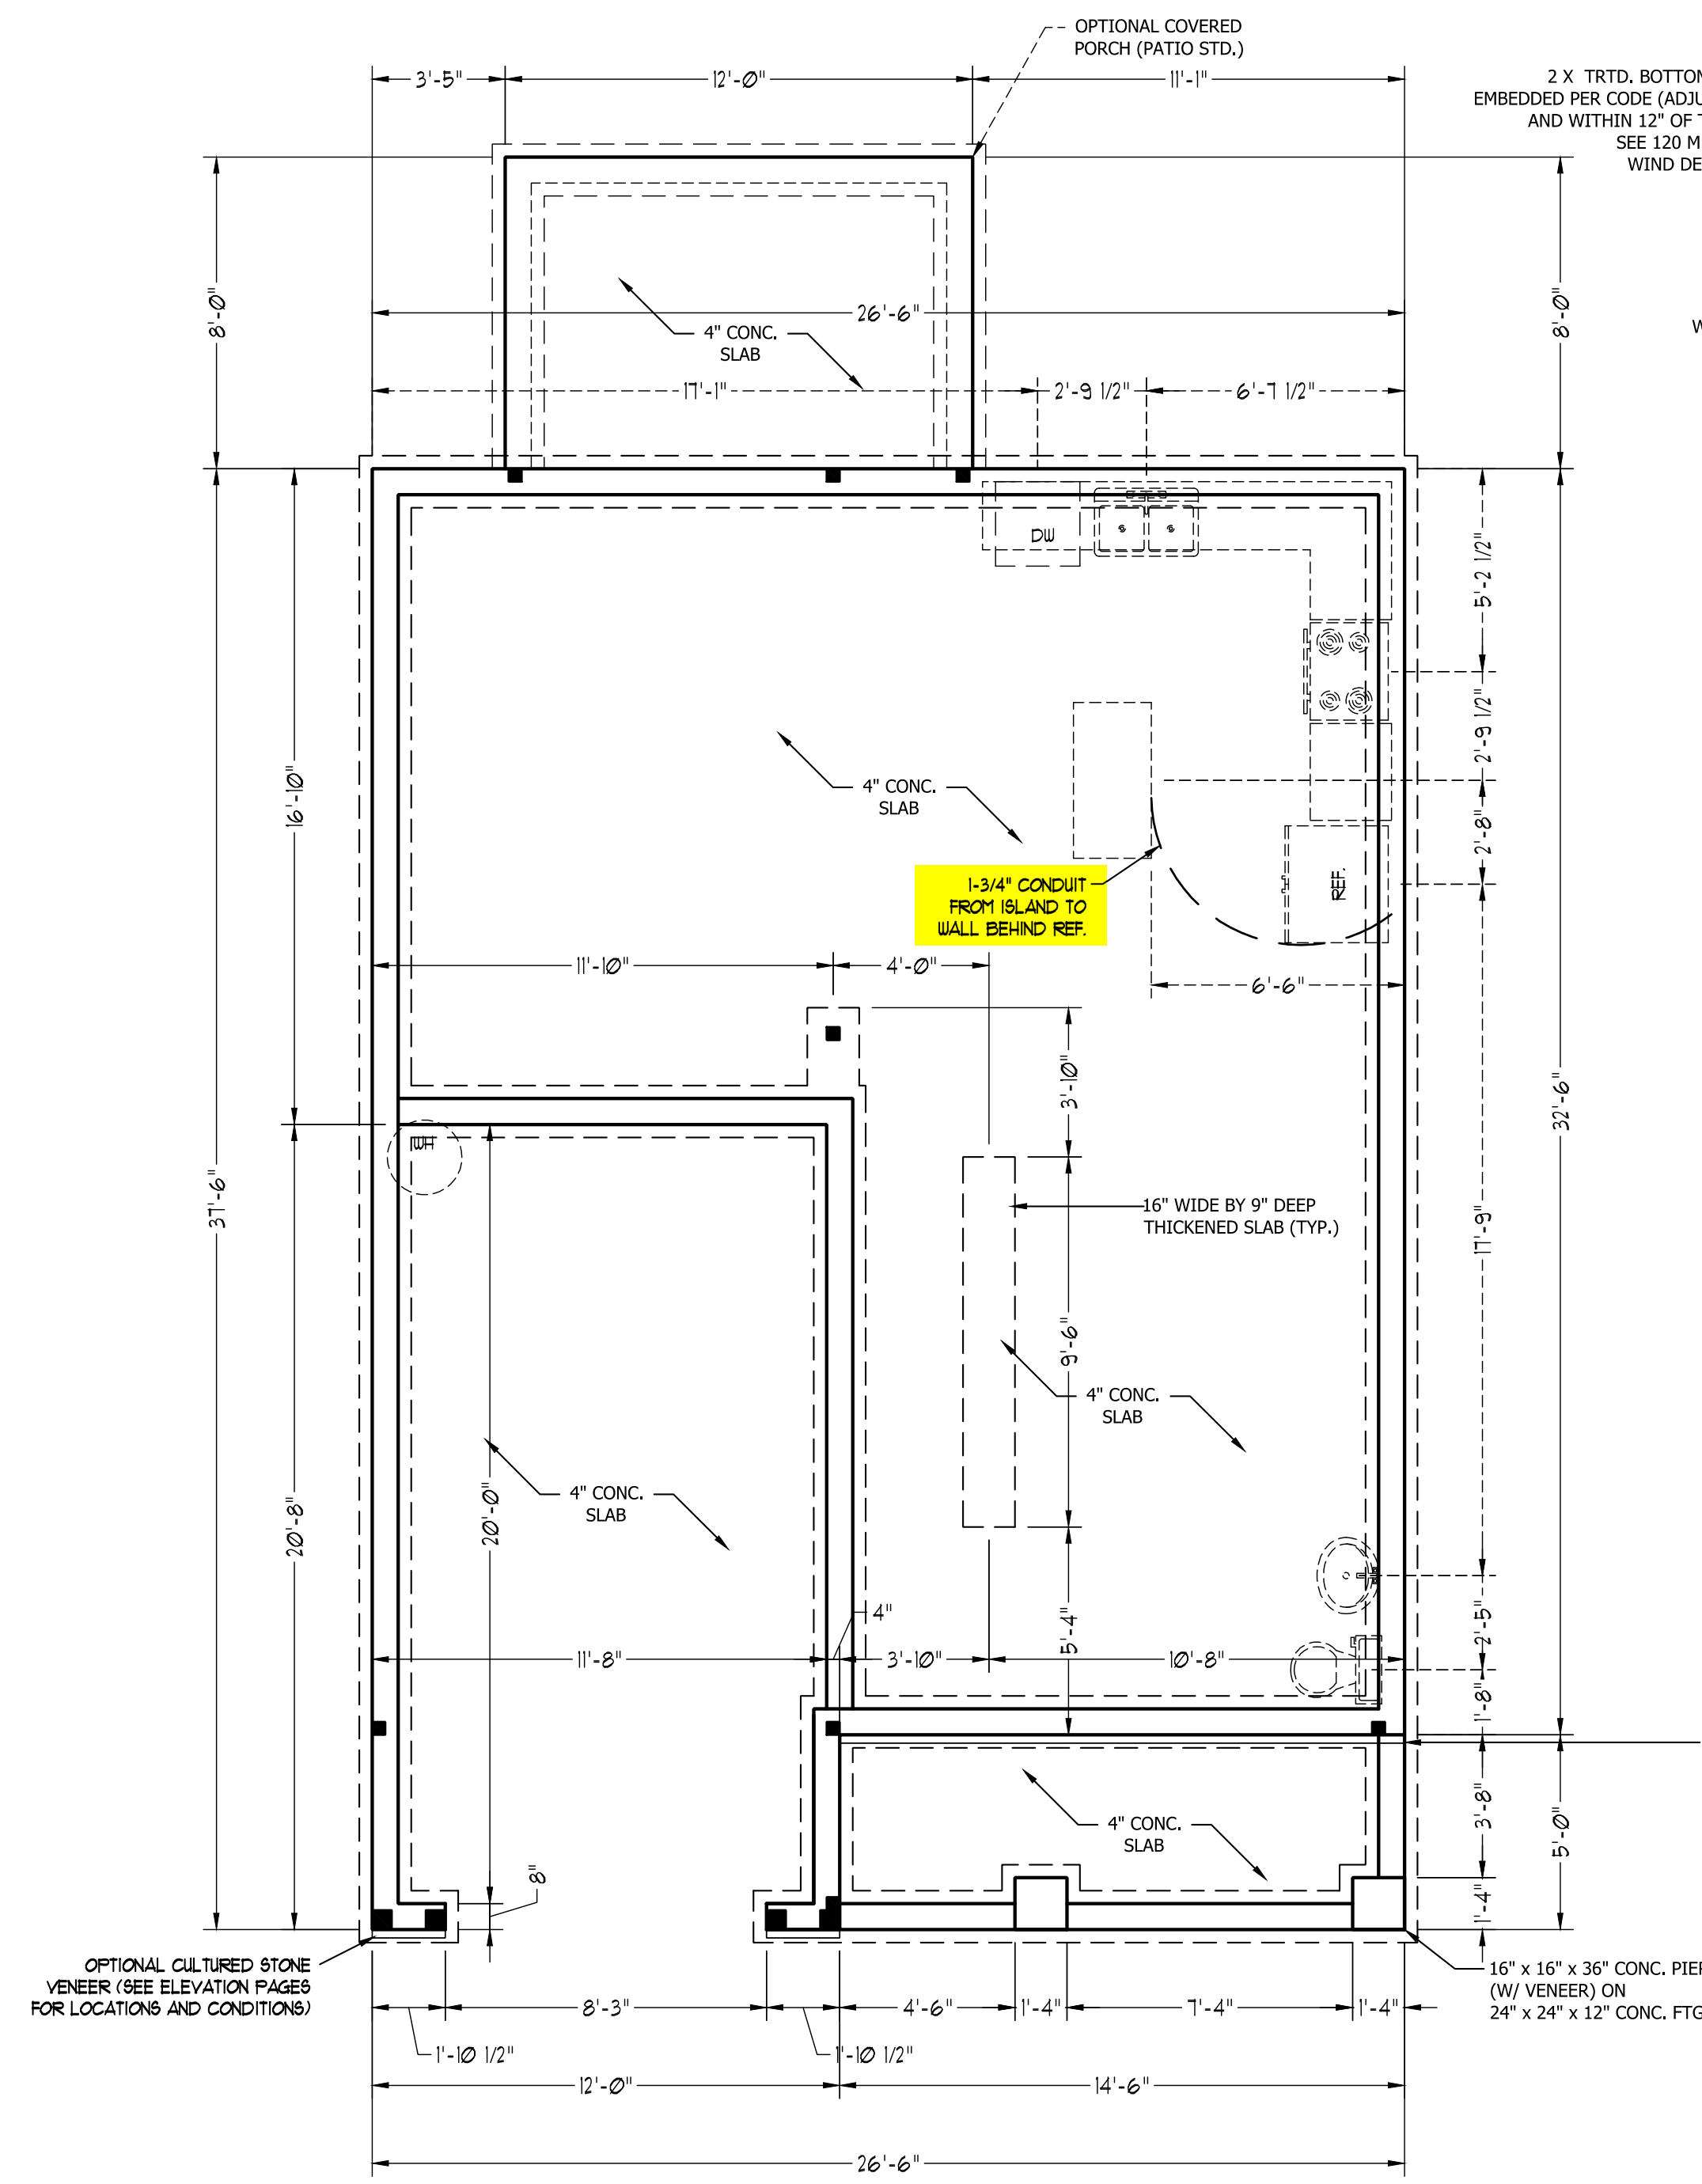 OPTIONAL COVERED
PORCH (PATIO STD.)
3'-5"
12'-0"
11'-1"
2 X TRTD. BOTTOM
EMBEDDED PER CODE
AND WITHIN 12" OF
SEE 120
WIND
8'-0"
26'-6"
8'-0"
4" CONC.
SLAB
17'-1"
2'-9 1/2"
6'-7 1/2"
DW
5'-2 1/2"
2'-9 1/2"
16'-10"
4" CONC.
SLAB
2'-8"
REF.
1-3/4" CONDUIT
FROM ISLAND TO
WALL BEHIND REF.
11'-10"
4'-0"
6'-6"
3'-10"
32'-6"
HW
37'-6"
16" WIDE BY 9" DEEP
THICKENED SLAB (TYP.)
17'-9"
9'-6"
4" CONC.
SLAB
4" CONC.
SLAB
20'-0"
20'-8"
4"
5'-4"
2'-5"
11'-8"
3'-10"
10'-8"
1'-8"
3'-8"
4" CONC.
SLAB
5'-0"
8"
1'-4"
OPTIONAL CULTURED STONE
VENEER (SEE ELEVATION PAGES
FOR LOCATIONS AND CONDITIONS)
16" x 16" x 36" CONC. PIER
(W/ VENEER) ON
24" x 24" x 12" CONC. FTG
8'-3"
4'-6"
1'-4"
7'-4"
1'-4"
1'-10 1/2"
1'-10 1/2"
12'-0"
14'-6"
26'-6"